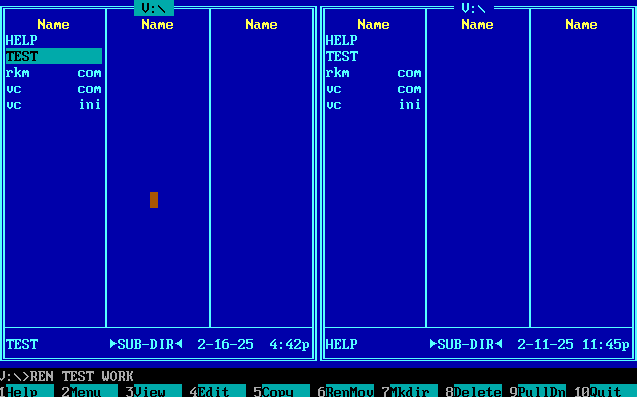 V:\ V:\
Name Name Name Name Name Name
HELP HELP
TEST TEST
rkm com rkm com
vc com vc com
vc ini vc ini
TEST ►SUB-DIR◄ 2-16-25 4:42p HELP ►SUB-DIR◄ 2-11-25 11:45p
V:\>REN TEST WORK
1Help 2Menu 3View 4Edit 5Copy 6RenMov 7Mkdir 8Delete 9PullDn 10Quit